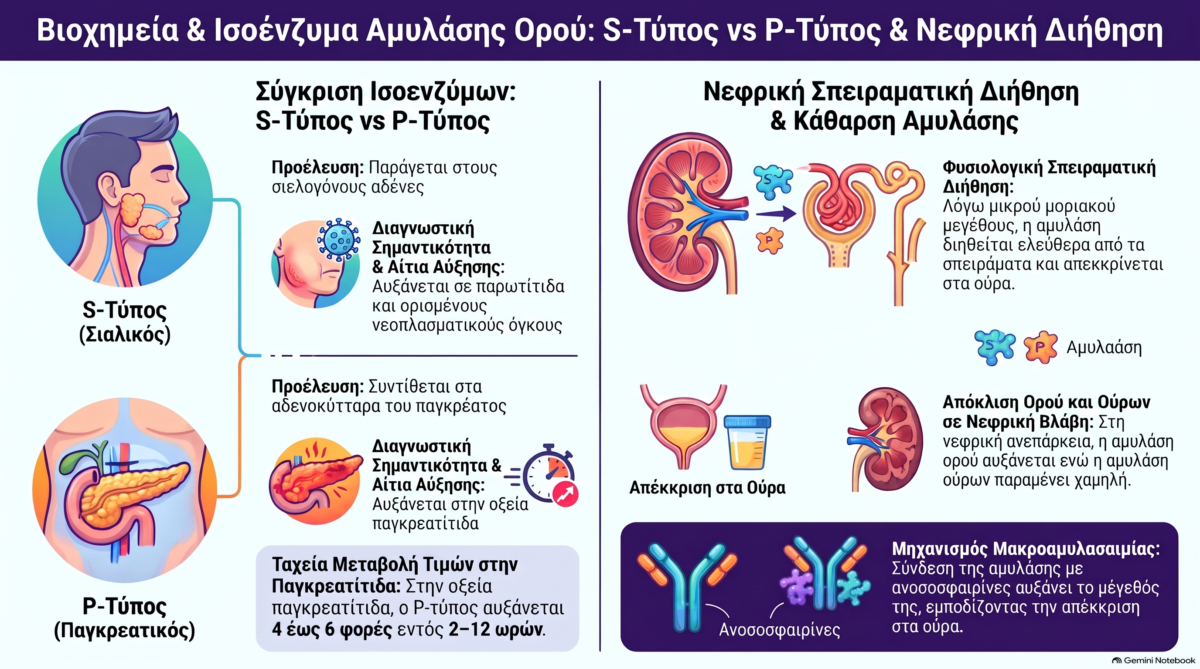 Βιοχημεία & Ισοένζυμα Αμυλάσης Ορού: S-Τύπος vs P-Τύπος & Νεφρική Διήθηση
Σύγκριση Ισοενζύμων:
S-Τύπος vs P-Τύπος
Προέλευση: Παράγεται στους
σιελογόνους αδένες
Διαγνωστική
Σημαντικότητα
& Αίτια Αύξησης:
Αυξάνεται σε παρωτίτιδα
και ορισμένους
νεοπλασματικούς όγκους
S-Τύπος
(Σιαλικός)
Προέλευση: Συντίθεται στα
αδενοκύτταρα του παγκρέατος
Διαγνωστική
Σημαντικότητα &
Αίτια Αύξησης:
Αυξάνεται στην οξεία
παγκρεατίτιδα
P-Τύπος
(Παγκρεατικός)
Ταχεία Μεταβολή Τιμών στην
Παγκρεατίτιδα: Στην οξεία
παγκρεατίτιδα, ο P-τύπος αυξάνεται
4 έως 6 φορές εντός 2–12 ωρών.
Νεφρική Σπειραματική Διήθηση
& Κάθαρση Αμυλάσης
S
P
Φυσιολογική Σπειραματική
Διήθηση:
Λόγω μικρού μοριακού
μεγέθους, η αμυλάση
διηθείται ελεύθερα από τα
σπειράματα και απεκκρίνεται
στα ούρα.
S P Αμυλαάση
Απέκκριση στα Ούρα
Απόκλιση Ορού και Ούρων
σε Νεφρική Βλάβη: Στη
νεφρική ανεπάρκεια, η αμυλάση
ορού αυξάνεται ενώ η αμυλάση
ούρων παραμένει χαμηλή.
Ανοσοσφαιρίνες
Μηχανισμός Μακροαμυλασαιμίας:
Σύνδεση της αμυλάσης με
ανοσοσφαιρίνες αυξάνει το μέγεθός
της, εμποδίζοντας την απέκκριση
στα ούρα.
Gemini Notebook